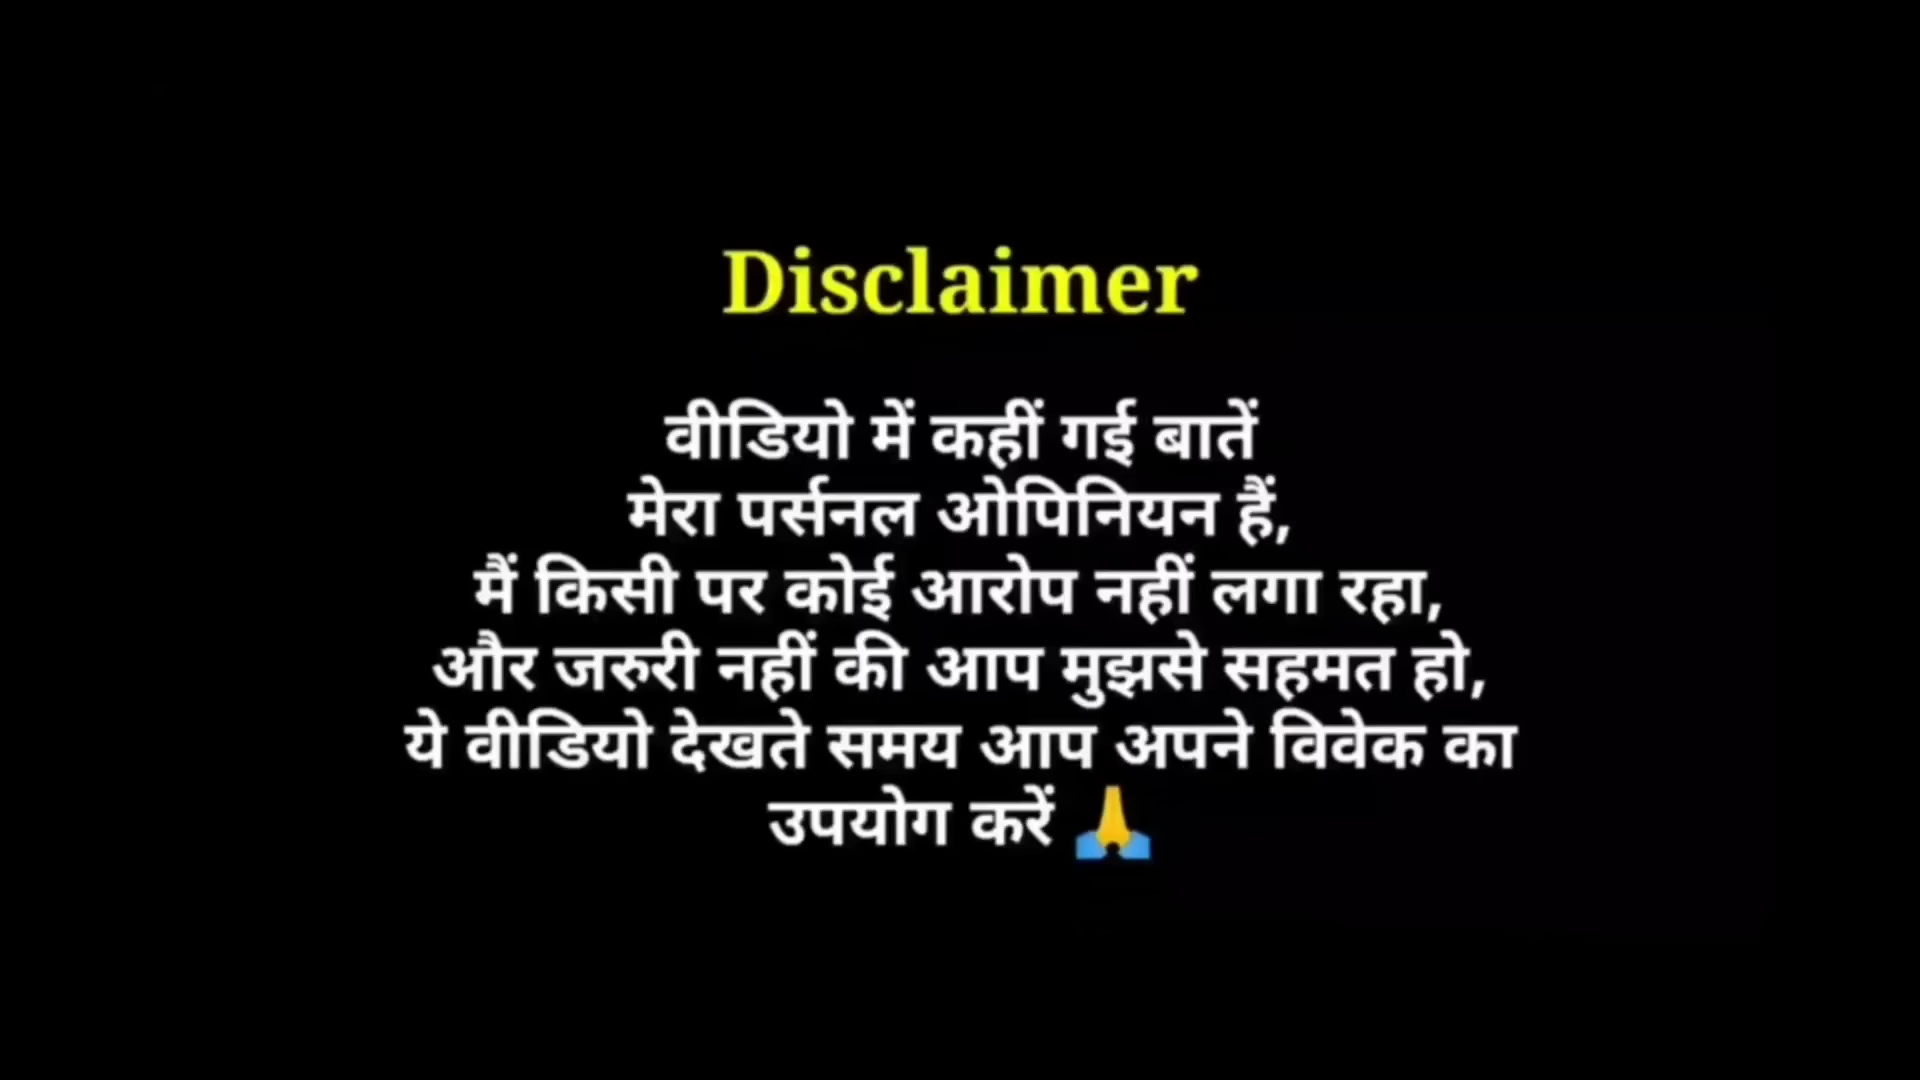 Disclaimer
वीडियो में कहीं गई बातें
मेरा पर्सनल ओपिनियन हैं,
मैं किसी पर कोई आरोप नहीं लगा रहा,
और जरुरी नहीं की आप मुझसे सहमत हो,
ये वीडियो देखते समय आप अपने विवेक का
उपयोग करें 🙏